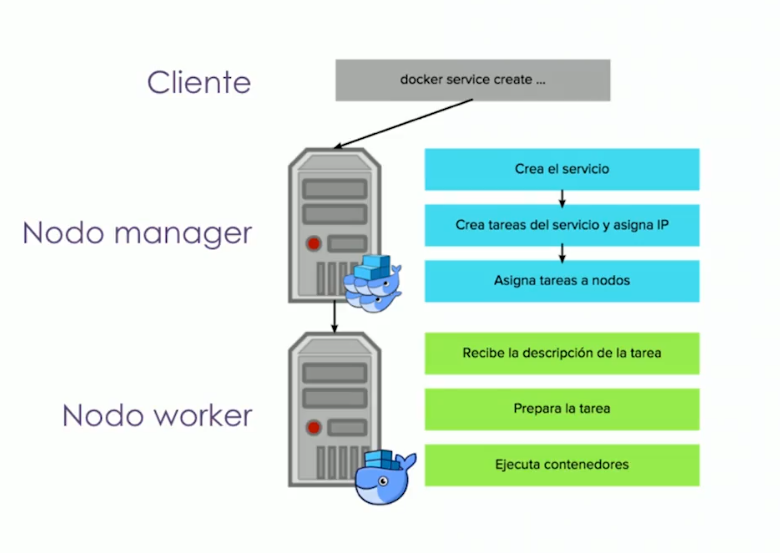 Cliente
docker service create ...
Crea el servicio
Nodo manager
Crea tareas del servicio y asigna IP
Asigna tareas a nodos
Recibe la descripción de la tarea
Nodo worker
Prepara la tarea
Ejecuta contenedores